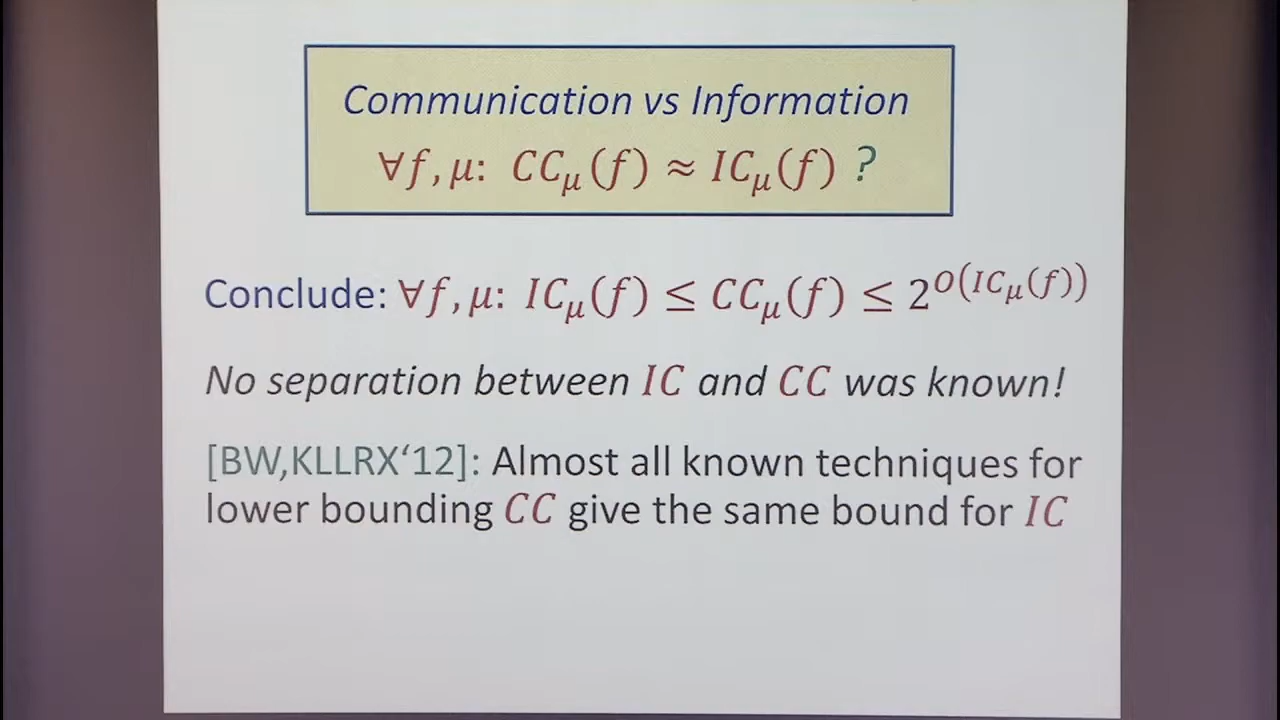 Communication vs Information
∀f, μ: CC_μ(f) ≈ IC_μ(f) ?
Conclude: ∀f, μ: IC_μ(f) ≤ CC_μ(f) ≤ 2^{O(IC_μ(f))}
No separation between IC and CC was known!
[BW,KLLRX‘12]: Almost all known techniques for
lower bounding CC give the same bound for IC